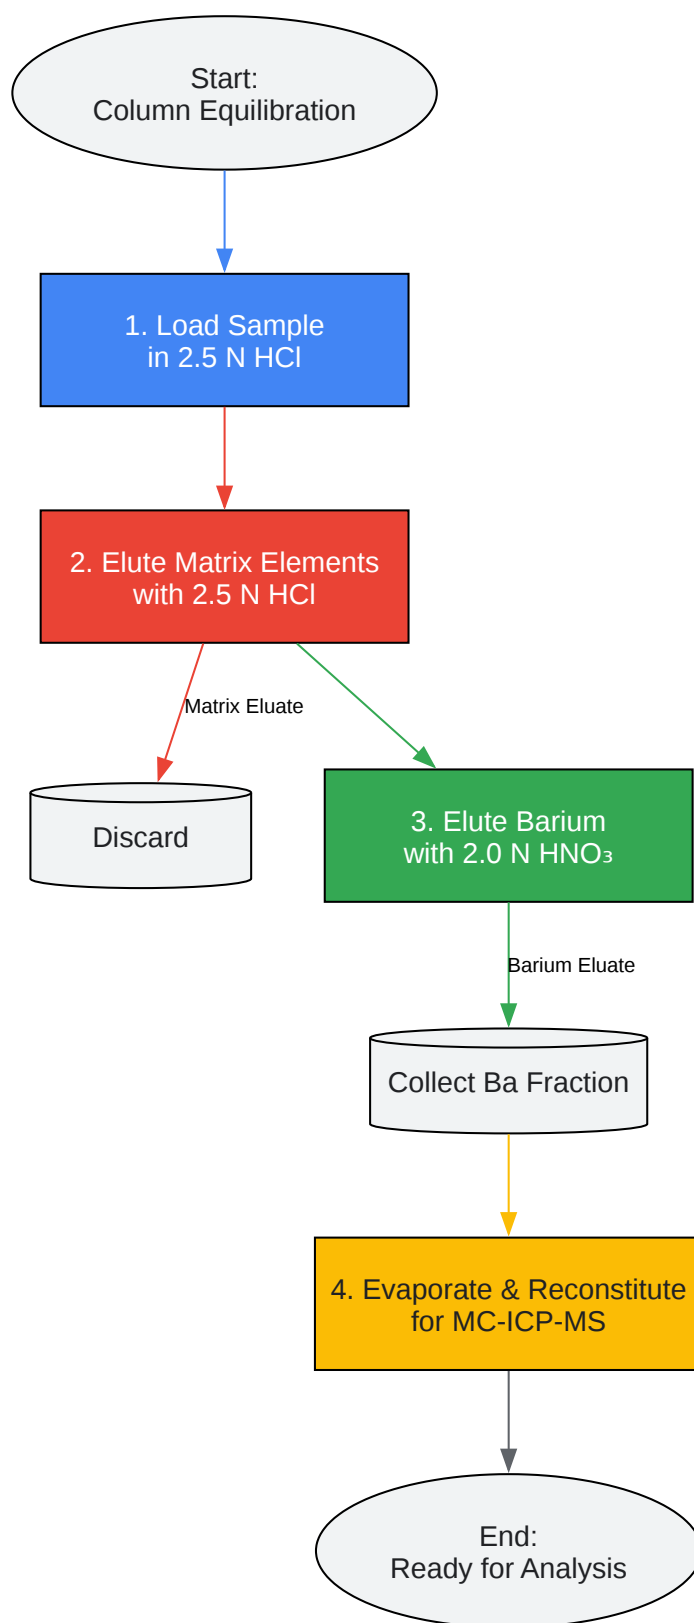 Start:
Column Equilibration
1. Load Sample
in 2.5 N HCl
2. Elute Matrix Elements
with 2.5 N HCl
Matrix Eluate
Discard
3. Elute Barium
with 2.0 N HNO₃
Barium Eluate
Collect Ba Fraction
4. Evaporate & Reconstitute
for MC-ICP-MS
End:
Ready for Analysis